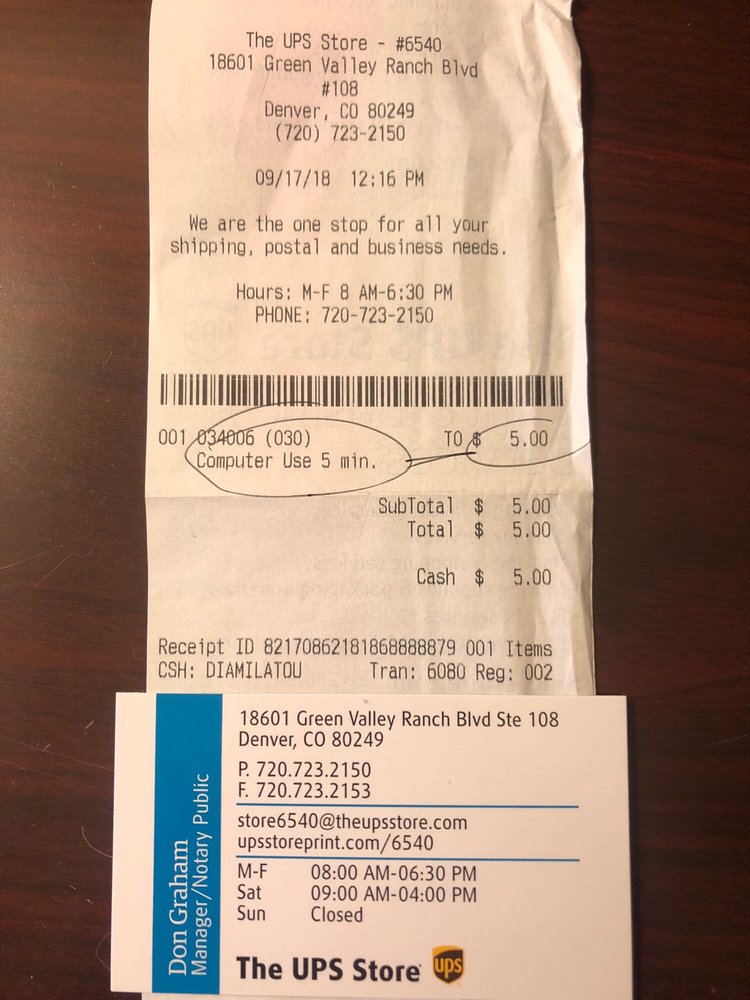 The UPS Store - #6540
18601 Green Valley Ranch Blvd
#108
Denver, CO 80249
(720) 723-2150
09/17/18 12:16 PM
We are the one stop for all your
shipping, postal and business needs.
Hours: M-F 8 AM-6:30 PM
PHONE: 720-723-2150
001 034006 (030) TO $ 5.00
Computer Use 5 min.
SubTotal $ 5.00
Total $ 5.00
Cash $ 5.00
Receipt ID 82170862181868888879 001 Items
CSH: DIAMILATOU Tran: 6080 Reg: 002
Don Graham
Manager/Notary Public
18601 Green Valley Ranch Blvd Ste 108
Denver, CO 80249
P. 720.723.2150
F. 720.723.2153
store6540@theupsstore.com
upsstoreprint.com/6540
M-F 08:00 AM-06:30 PM
Sat 09:00 AM-04:00 PM
Sun Closed
The UPS Store ups